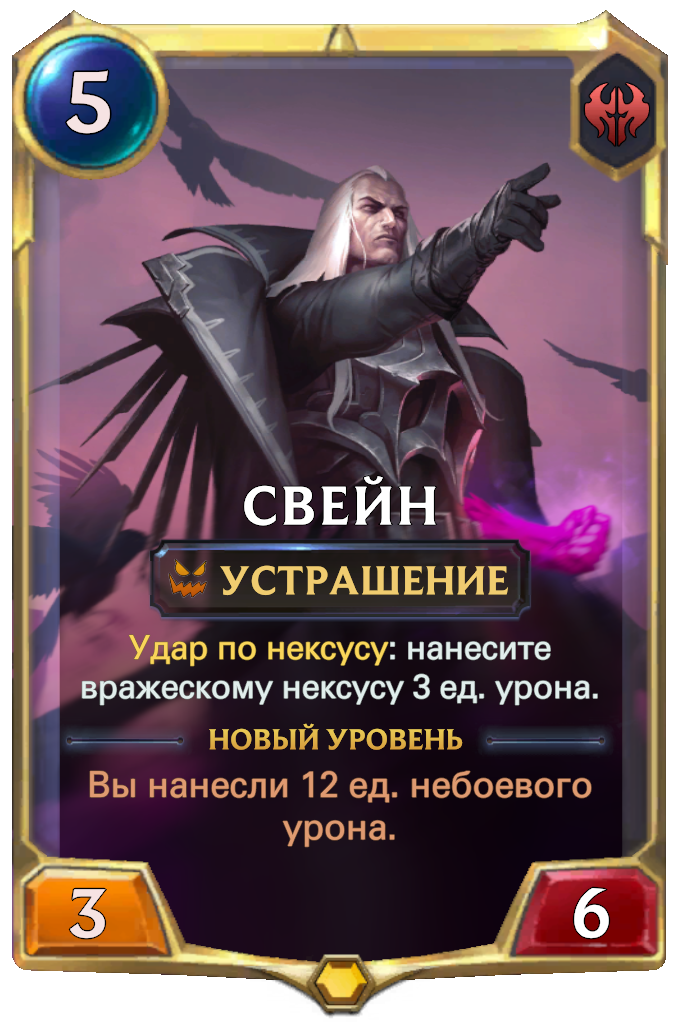 5
СВЕЙН
УСТРАШЕНИЕ
Удар по нексусу: нанесите
вражескому нексусу 3 ед. урона.
НОВЫЙ УРОВЕНЬ
Вы нанесли 12 ед. небоевого
урона.
3
6